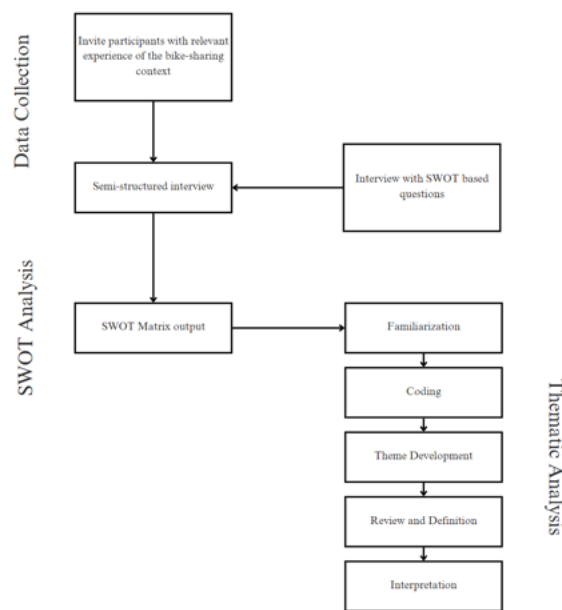 Data Collection
Invite participants with relevant
experience of the bike-sharing
context
Semi-structured interview
Interview with SWOT based
questions
SWOT Analysis
SWOT Matrix output
Familiarization
Coding
Theme Development
Review and Definition
Interpretation
Thematic Analysis